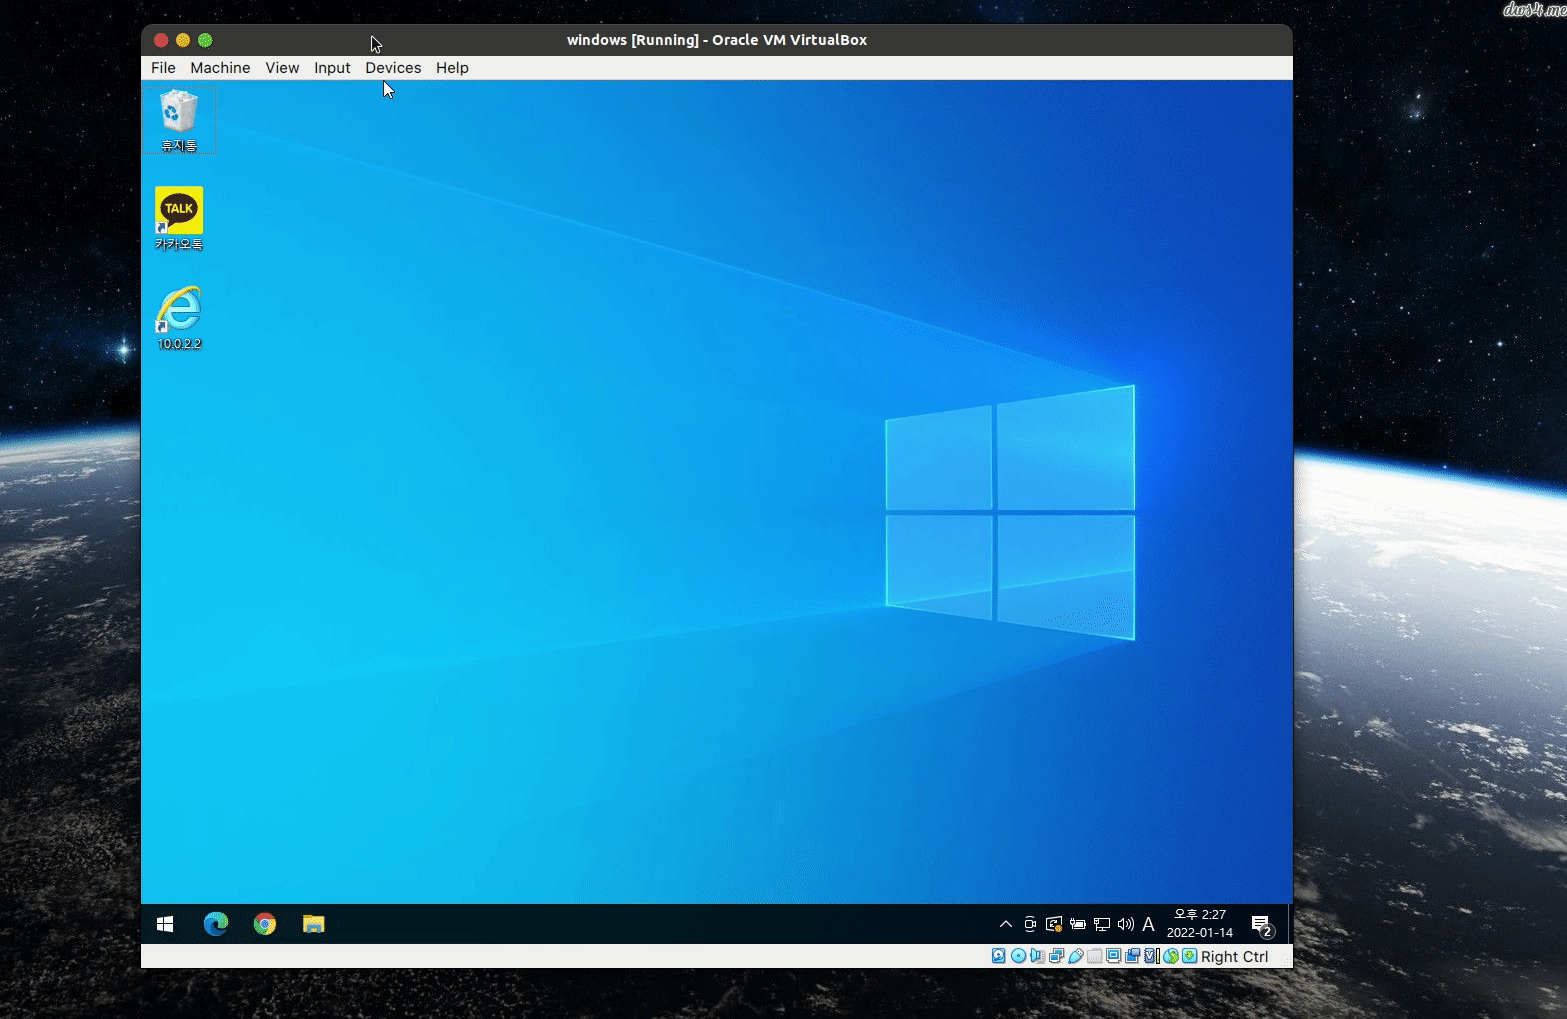 dws4.me
windows [Running] - Oracle VM VirtualBox
File Machine View Input Devices Help
휴지통
TALK
카카오톡
10.0.2.2
A
오후 2:27
2022-01-14
2
Right Ctrl